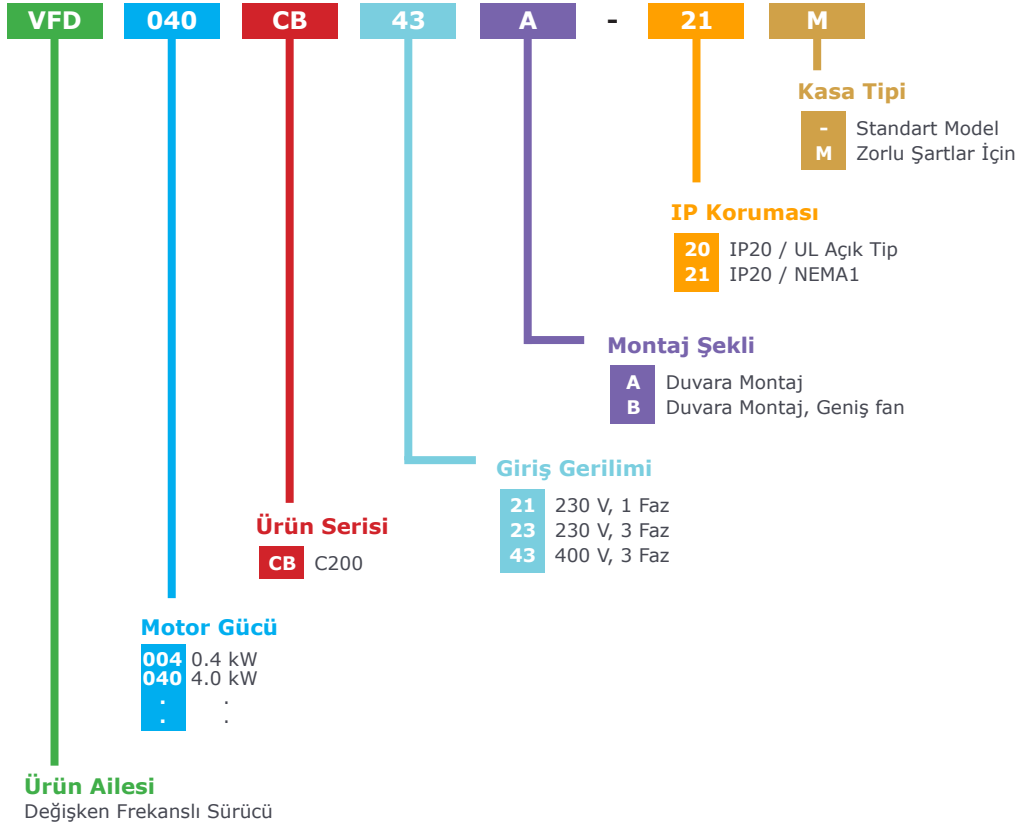 VFD 040 CB 43 A - 21 M
Kasa Tipi
- Standart Model
M Zorlu Şartlar İçin
IP Koruması
20 IP20 / UL Açık Tip
21 IP20 / NEMA1
Montaj Şekli
A Duvara Montaj
B Duvara Montaj, Geniş fan
Giriş Gerilimi
21 230 V, 1 Faz
23 230 V, 3 Faz
43 400 V, 3 Faz
Ürün Serisi
CB C200
Motor Gücü
004 0.4 kW
040 4.0 kW
. .
. .
Ürün Ailesi
Değişken Frekanslı Sürücü